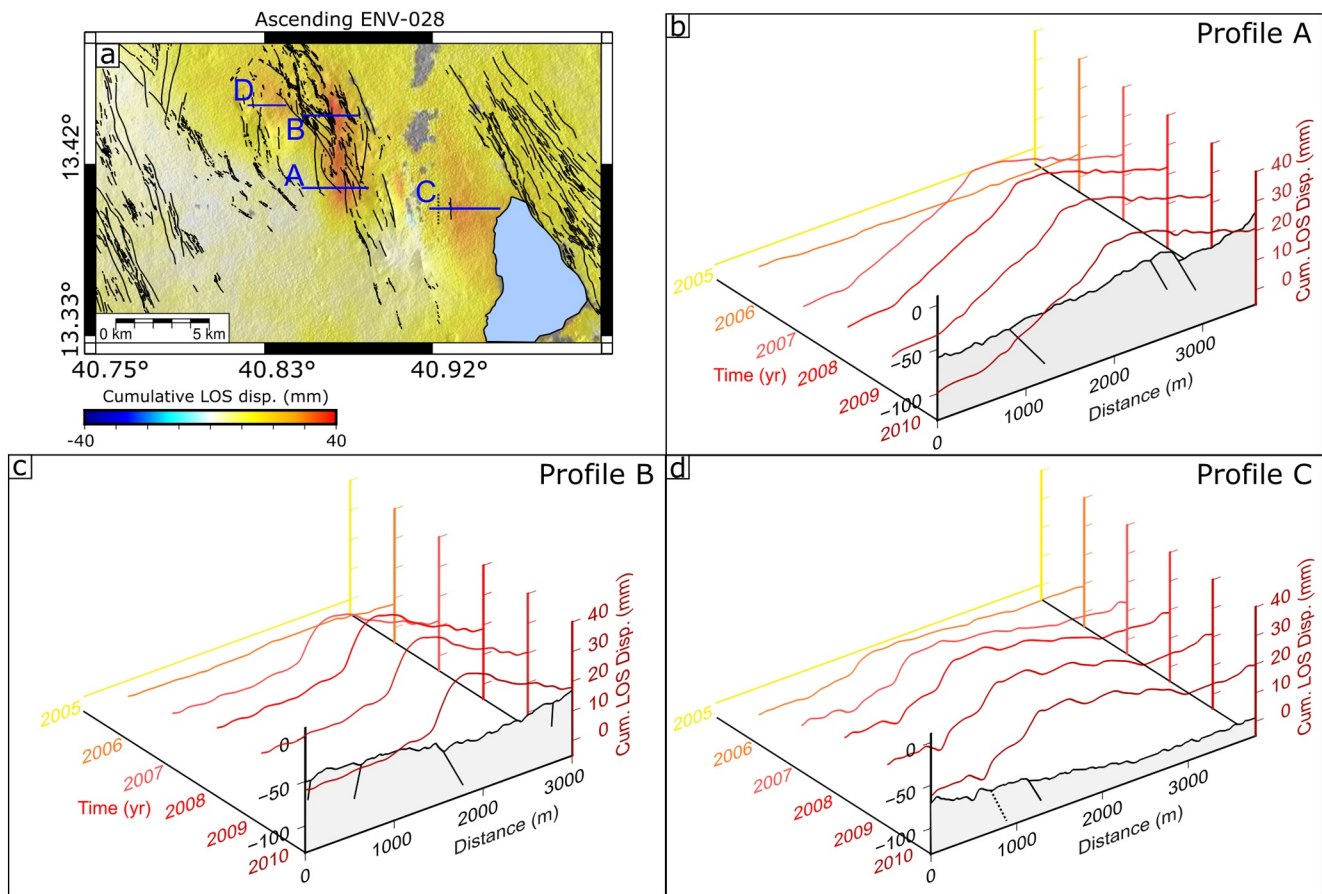 Ascending ENV-028
a
D
B
A
C
13.42°
13.33°
0 km 5 km
40.75° 40.83° 40.92°
Cumulative LOS disp. (mm)
-40 40
b
Profile A
2005
2006
2007
2008
2009
2010
Time (yr)
0
−50
−100
0
1000
2000
3000
Distance (m)
40
30
20
10
0
Cum. LOS Disp. (mm)
c
Profile B
2005
2006
2007
2008
2009
2010
Time (yr)
0
−50
−100
0
1000
2000
3000
Distance (m)
40
30
20
10
0
Cum. LOS Disp. (mm)
d
Profile C
2005
2006
2007
2008
2009
2010
Time (yr)
0
−50
−100
0
1000
2000
3000
Distance (m)
40
30
20
10
0
Cum. LOS Disp. (mm)